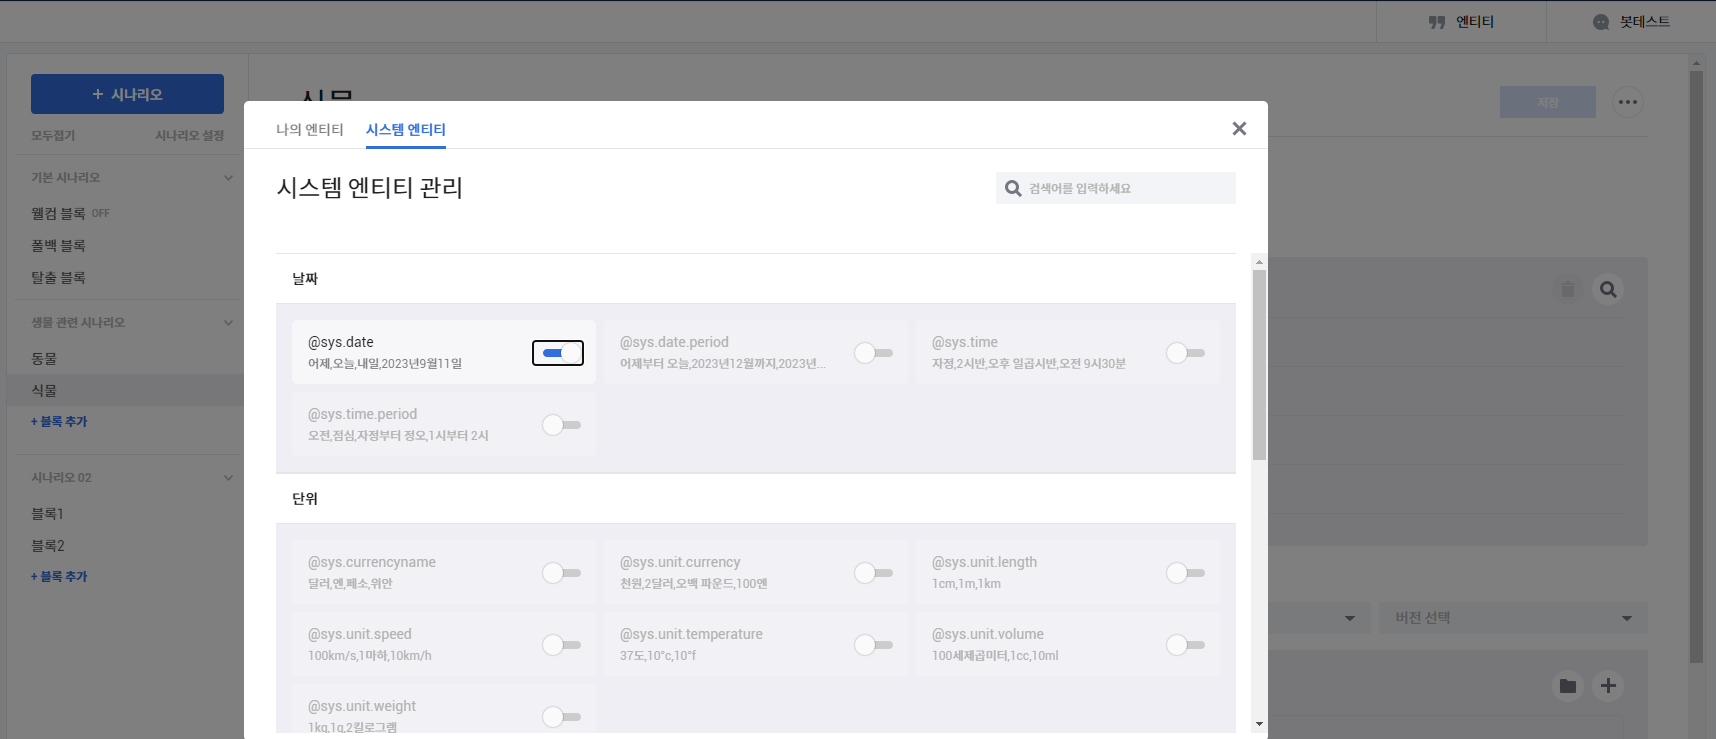 엔티티
봇테스트
+ 시나리오
모두접기
시나리오 설정
기본 시나리오
웰컴 블록 OFF
폴백 블록
탈출 블록
생물 관련 시나리오
동물
식물
+ 블록 추가
시나리오 02
블록1
블록2
+ 블록 추가
식물
저장
나의 엔티티
시스템 엔티티
시스템 엔티티 관리
검색어를 입력하세요
날짜
@sys.date
어제,오늘,내일,2023년9월11일
@sys.date.period
어제부터 오늘,2023년12월까지,2023년...
@sys.time
자정,2시반,오후 일곱시반,오전 9시30분
@sys.time.period
오전,점심,자정부터 정오,1시부터 2시
단위
@sys.currencyname
달러,엔,페소,위안
@sys.unit.currency
천원,2달러,오백 파운드,100엔
@sys.unit.length
1cm,1m,1km
@sys.unit.speed
100km/s,1마하,10km/h
@sys.unit.temperature
37도,10°c,10°f
@sys.unit.volume
100세제곱미터,1cc,10ml
@sys.unit.weight
1kg,1g,2킬로그램
버전 선택